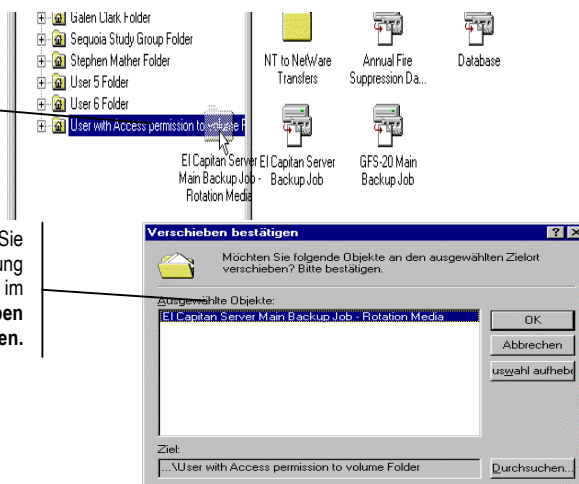 Galen Clark Folder
Sequoia Study Group Folder
Stephen Mather Folder
User 5 Folder
User 6 Folder
User with Access permission to volume F
El Capitan Server
Main Backup Job -
Rotation Media
NT to NetWare
Transfers
Annual Fire
Suppression Da...
Database
El Capitan Server
Backup Job
GFS-20 Main
Backup Job
Sie
ung
im
ben
en.
Verschieben bestätigen
Möchten Sie folgende Objekte an den ausgewählten Zielort
verschieben? Bitte bestätigen.
Ausgewählte Objekte:
El Capitan Server Main Backup Job - Rotation Media
OK
Abbrechen
uswahl aufhebe
Ziel:
...\User with Access permission to volume Folder
Durchsuchen...